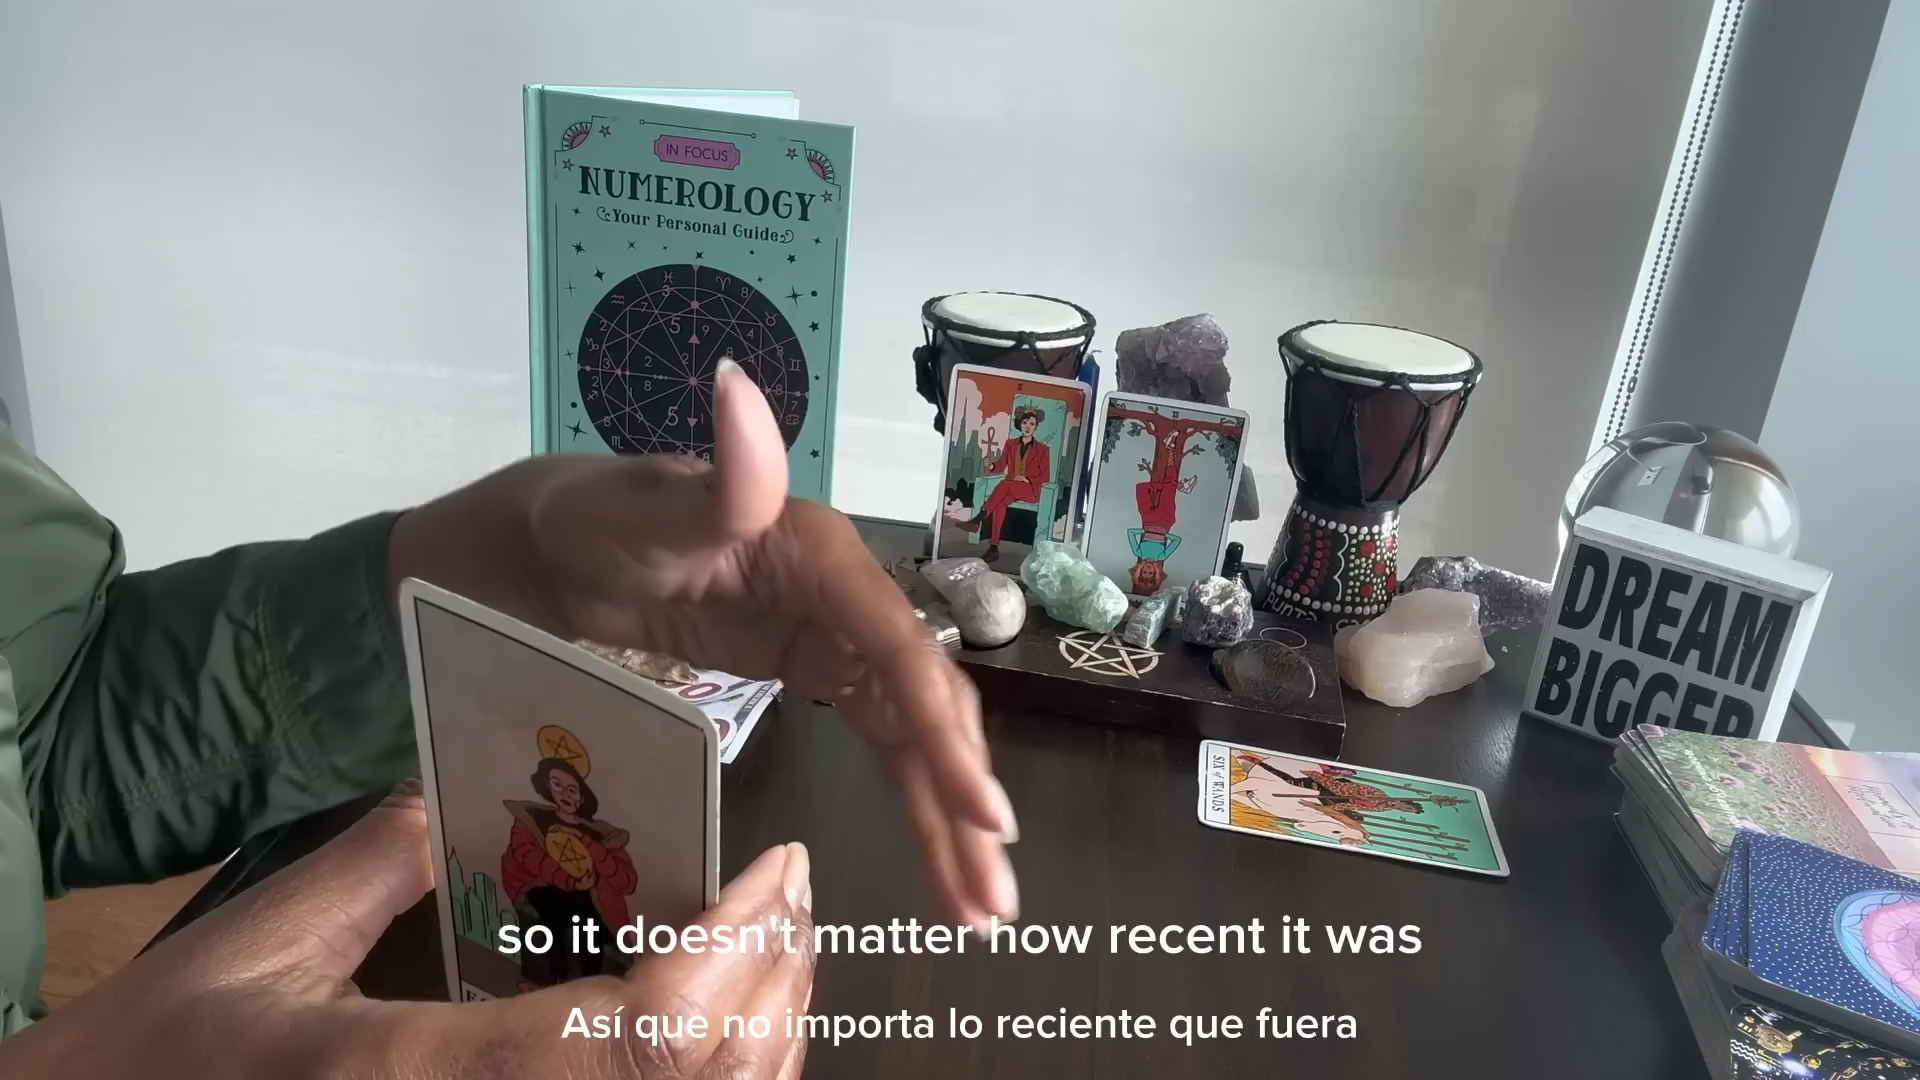 IN FOCUS
NUMEROLOGY
Your Personal Guide
SIX of WANDS
DREAM
BIGGER
so it doesn't matter how recent it was
Así que no importa lo reciente que fuera